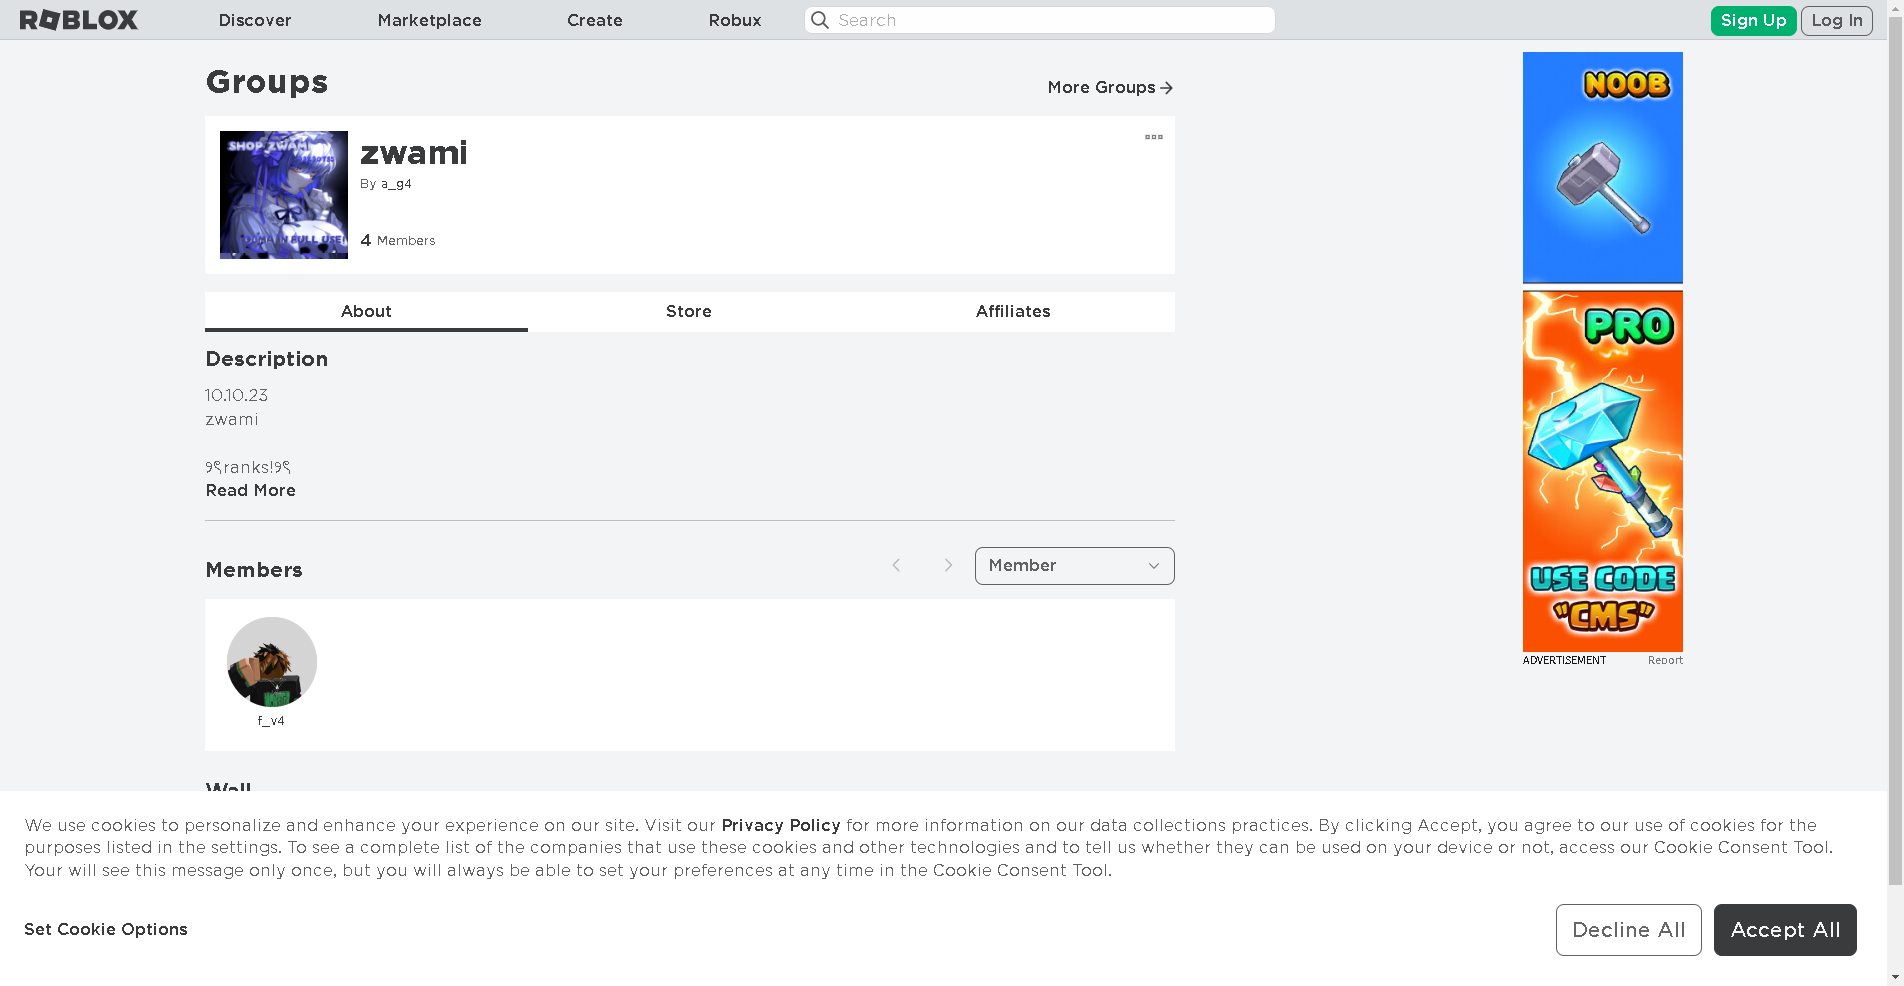 ROBLOX
Discover
Marketplace
Create
Robux
Search
Sign Up
Log In
Groups
More Groups
SHOP ZWAMI
zwami
By a_g4
4 Members
About
Store
Affiliates
Description
10.10.23
zwami
୨୧ranks!୨୧
Read More
Members
Member
f_v4
Wall
NOOB
PRO
USE CODE
"CMS"
ADVERTISEMENT
Report
We use cookies to personalize and enhance your experience on our site. Visit our Privacy Policy for more information on our data collections practices. By clicking Accept, you agree to our use of cookies for the
purposes listed in the settings. To see a complete list of the companies that use these cookies and other technologies and to tell us whether they can be used on your device or not, access our Cookie Consent Tool.
Your will see this message only once, but you will always be able to set your preferences at any time in the Cookie Consent Tool.
Set Cookie Options
Decline All
Accept All